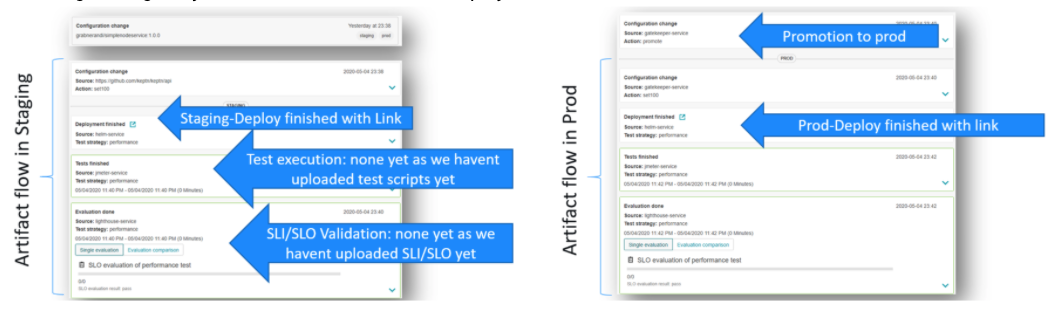 Configuration change
Yesterday at 23:38
grabnerandi/simplenodeservice:1.0.0
staging prod
Artifact flow in Staging
Configuration change
2020-05-04 23:38
Source: https://github.com/keptn/keptn/api
Action: set100
STAGING
Deployment finished
Source: helm-service
Test strategy: performance
Staging-Deploy finished with Link
Tests finished
Source: jmeter-service
Test strategy: performance
05/04/2020 11:40 PM - 05/04/2020 11:40 PM (0 Minutes)
Test execution: none yet as we havent
uploaded test scripts yet
Evaluation done
2020-05-04 23:40
Source: lighthouse-service
Test strategy: performance
05/04/2020 11:40 PM - 05/04/2020 11:40 PM (0 Minutes)
Single evaluation Evaluation comparison
SLI/SLO Validation: none yet as we
havent uploaded SLI/SLO yet
SLO evaluation of performance test
0/0
SLO evaluation result: pass
Artifact flow in Prod
Configuration change
2020-05-04 23:40
Source: gatekeeper-service
Action: promote
Promotion to prod
PROD
Configuration change
2020-05-04 23:40
Source: gatekeeper-service
Action: set100
Deployment finished
Source: helm-service
Test strategy: performance
Prod-Deploy finished with link
Tests finished
2020-05-04 23:42
Source: jmeter-service
Test strategy: performance
05/04/2020 11:42 PM - 05/04/2020 11:42 PM (0 Minutes)
Evaluation done
2020-05-04 23:42
Source: lighthouse-service
Test strategy: performance
05/04/2020 11:42 PM - 05/04/2020 11:42 PM (0 Minutes)
Single evaluation Evaluation comparison
SLO evaluation of performance test
0/0
SLO evaluation result: pass